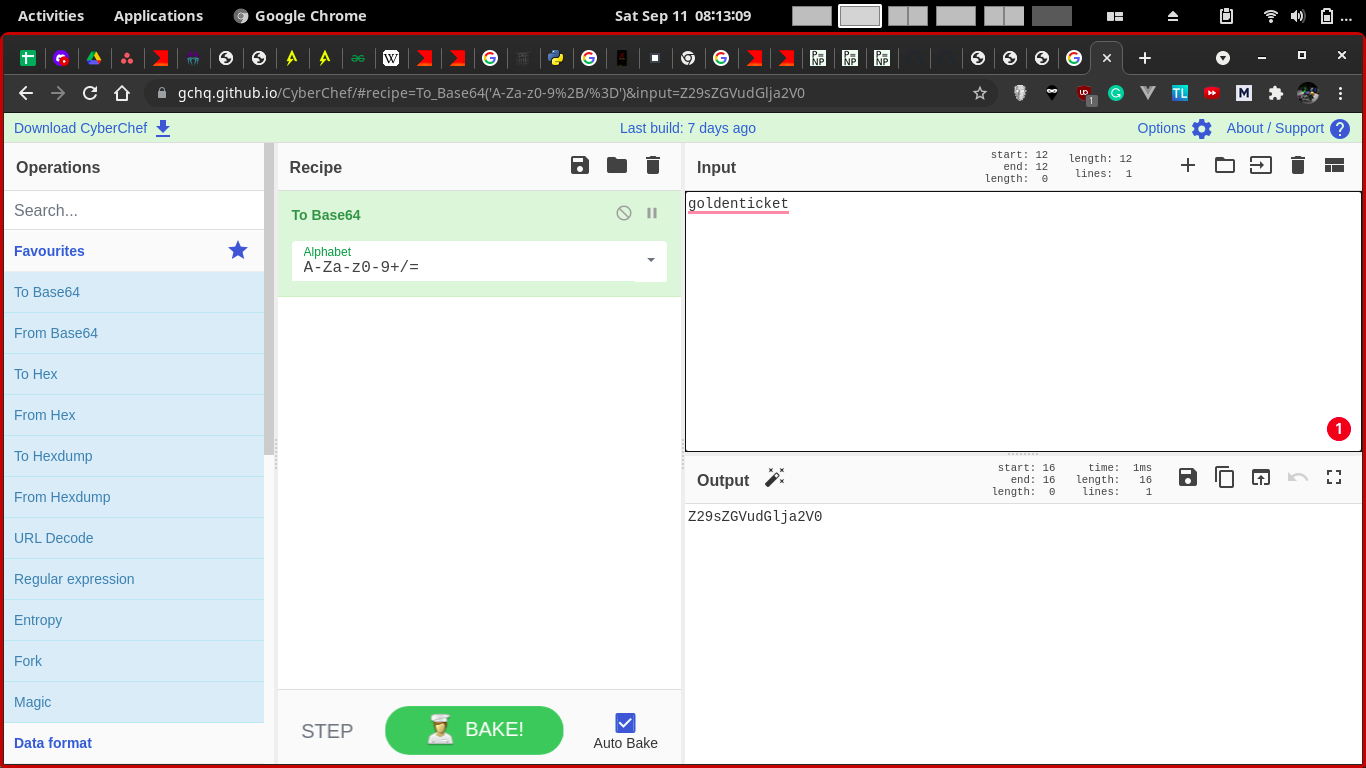 Activities
Applications
Google Chrome
Sat Sep 11 08:13:09
...
gchq.github.io/CyberChef/#recipe=To_Base64('A-Za-z0-9%2B/%3D')&input=Z29sZGVudGlja2V0
1
TL
M
Download CyberChef
Last build: 7 days ago
Options
About / Support
Operations
Search...
Favourites
To Base64
From Base64
To Hex
From Hex
To Hexdump
From Hexdump
URL Decode
Regular expression
Entropy
Fork
Magic
Data format
Recipe
To Base64
Alphabet
A-Za-z0-9+/=
STEP
BAKE!
Auto Bake
Input
start: 12
end: 12
length: 0
length: 12
lines: 1
goldenticket
1
Output
start: 16
end: 16
length: 0
time: 1ms
length: 16
lines: 1
Z29sZGVudGlja2V0